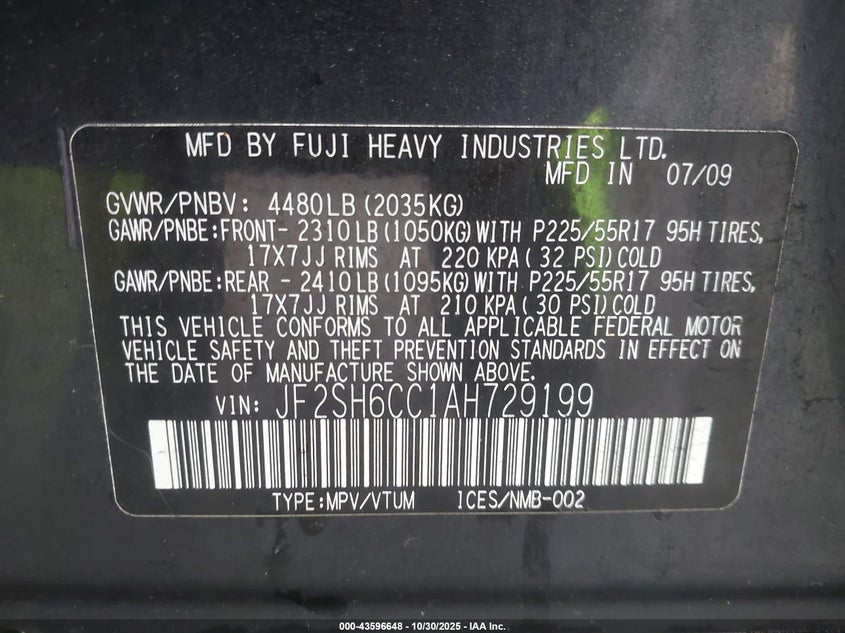 MFD BY FUJI HEAVY INDUSTRIES LTD.
MFD IN 07/09
GVWR/PNBV: 4480LB (2035KG)
GAWR/PNBE:FRONT- 2310LB (1050KG) WITH P225/55R17 95H TIRES,
17X7JJ RIMS AT 220 KPA ( 32 PSI) COLD
GAWR/PNBE:REAR - 2410LB (1095KG) WITH P225/55R17 95H TIRES,
17X7JJ RIMS AT 210 KPA ( 30 PSI) COLD
THIS VEHICLE CONFORMS TO ALL APPLICABLE FEDERAL MOTOR
VEHICLE SAFETY AND THEFT PREVENTION STANDARDS IN EFFECT ON
THE DATE OF MANUFACTURE SHOWN ABOVE.
VIN: JF2SH6CC1AH729199
TYPE:MPV/VTUM ICES/NMB-002
000-43596648 - 10/30/2025 - IAA Inc.